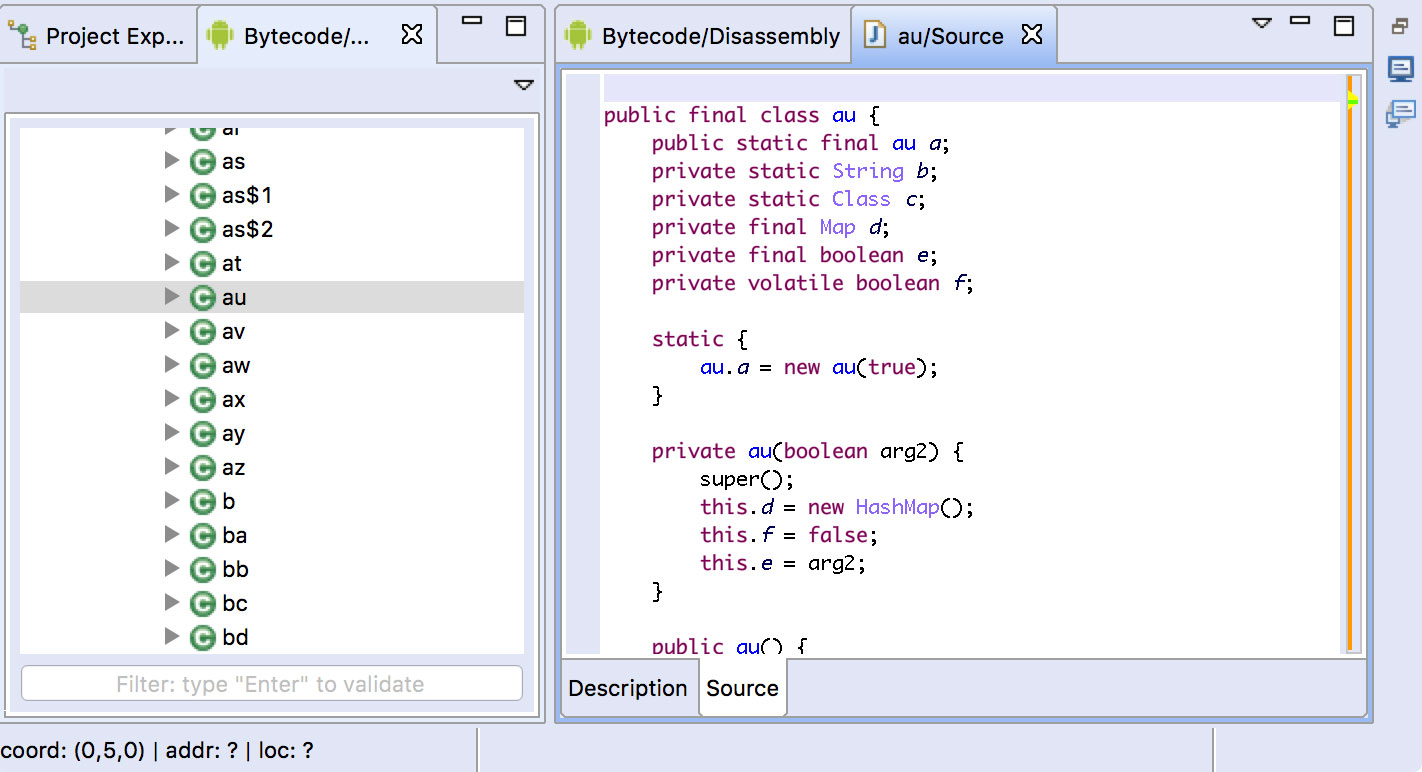 Project Exp...
Bytecode/...
ar
as
as$1
as$2
at
au
av
aw
ax
ay
az
b
ba
bb
bc
bd
Filter: type "Enter" to validate
Bytecode/Disassembly
au/Source
public final class au {
public static final au a;
private static String b;
private static Class c;
private final Map d;
private final boolean e;
private volatile boolean f;
static {
au.a = new au(true);
}
private au(boolean arg2) {
super();
this.d = new HashMap();
this.f = false;
this.e = arg2;
}
public au() {
Description
Source
coord: (0,5,0) | addr: ? | loc: ?